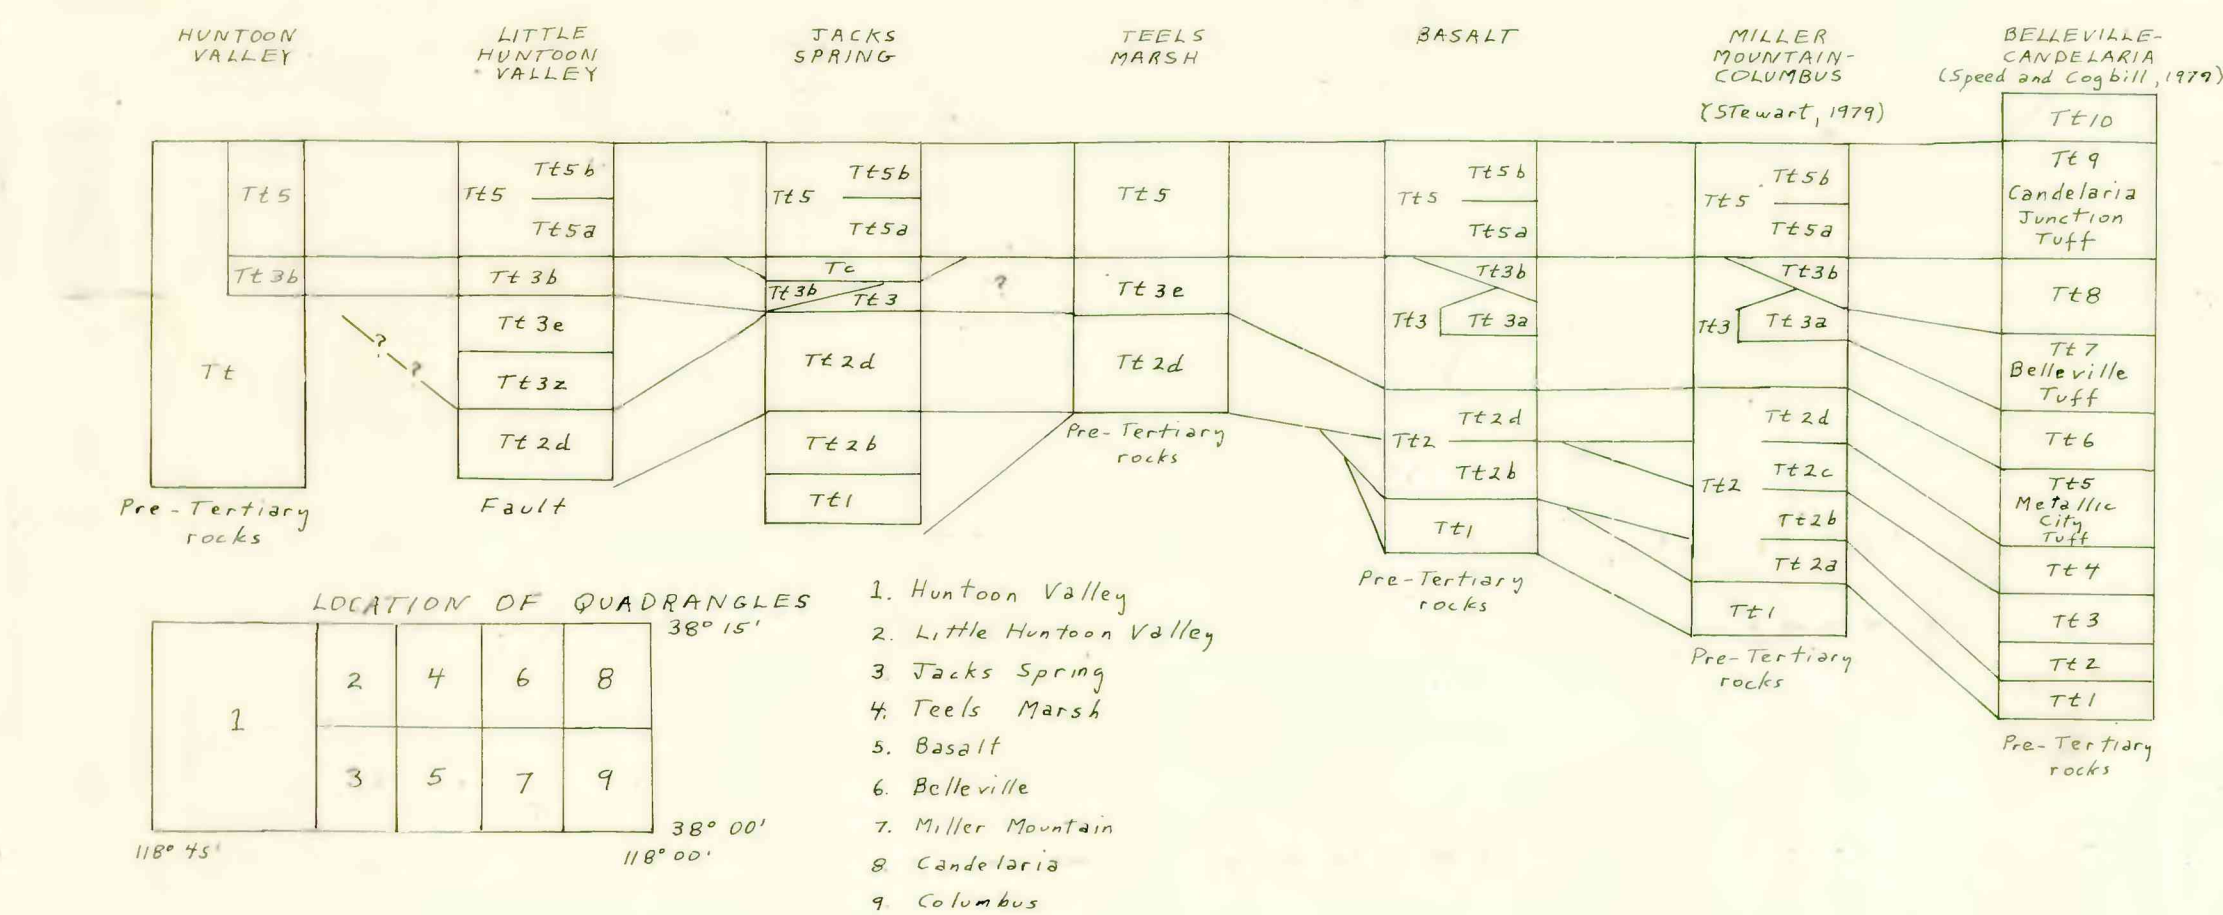 HUNTOON
VALLEY
LITTLE
HUNTOON
VALLEY
JACKS
SPRING
TEELS
MARSH
BASALT
MILLER
MOUNTAIN-
COLUMBUS
(Stewart, 1979)
BELLEVILLE-
CANDELARIA
(Speed and Cogbill, 1979)
Tt5
Tt3b
Tt
Pre-Tertiary
rocks
Tt5
Tt5b
Tt5a
Tt3b
Tt3e
Tt3z
Tt2d
Fault
? ?
Tt5
Tt5b
Tt5a
Tc
Tt3b
Tt3
Tt2d
Tt2b
Tt1
?
Tt5
Tt3e
Tt2d
Pre-Tertiary
rocks
Tt5
Tt5b
Tt5a
Tt3b
Tt3
Tt3a
Tt2
Tt2d
Tt2b
Tt1
Pre-Tertiary
rocks
Tt5
Tt5b
Tt5a
Tt3b
Tt3
Tt3a
Tt2
Tt2d
Tt2c
Tt2b
Tt2a
Tt1
Pre-Tertiary
rocks
Tt10
Tt9
Candelaria
Junction
Tuff
Tt8
Tt7
Belleville
Tuff
Tt6
Tt5
Metallic
City
Tuff
Tt4
Tt3
Tt2
Tt1
Pre-Tertiary
rocks
LOCATION OF QUADRANGLES
38° 15'
1
2 4 6 8
3 5 7 9
38° 00'
118° 45'
118° 00'
1. Huntoon Valley
2. Little Huntoon Valley
3 Jacks Spring
4. Teels Marsh
5. Basalt
6. Belleville
7. Miller Mountain
8 Candelaria
9. Columbus